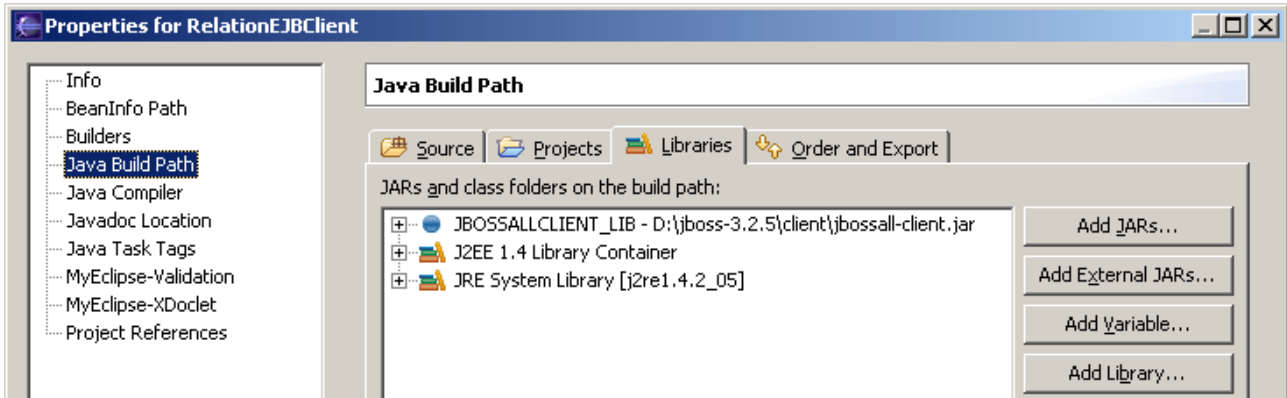 Properties for RelationEJBClient
Info
BeanInfo Path
Builders
Java Build Path
Java Compiler
Javadoc Location
Java Task Tags
MyEclipse-Validation
MyEclipse-XDoclet
Project References
Java Build Path
Source Projects Libraries Order and Export
JARs and class folders on the build path:
JBOSSALLCLIENT_LIB - D:\jboss-3.2.5\client\jbossall-client.jar
J2EE 1.4 Library Container
JRE System Library [j2re1.4.2_05]
Add JARs...
Add External JARs...
Add Variable...
Add Library...